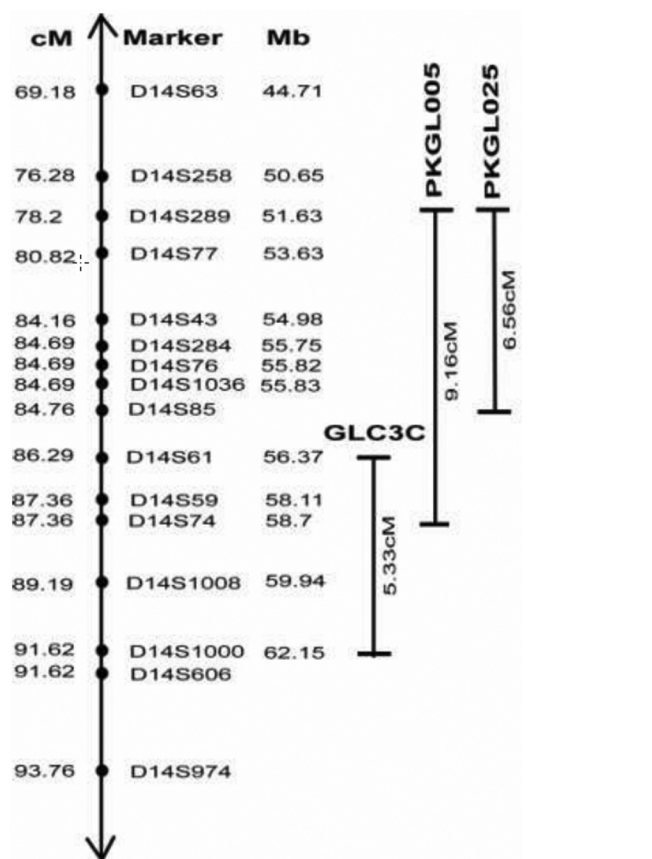 cM Marker Mb
69.18 D14S63 44.71
76.28 D14S258 50.65
78.2 D14S289 51.63
80.82 D14S77 53.63
84.16 D14S43 54.98
84.69 D14S284 55.75
84.69 D14S76 55.82
84.69 D14S1036 55.83
84.76 D14S85
86.29 D14S61 56.37
87.36 D14S59 58.11
87.36 D14S74 58.7
89.19 D14S1008 59.94
91.62 D14S1000 62.15
91.62 D14S606
93.76 D14S974
GLC3C
5.33cM
PKGL005
9.16cM
PKGL025
6.56cM